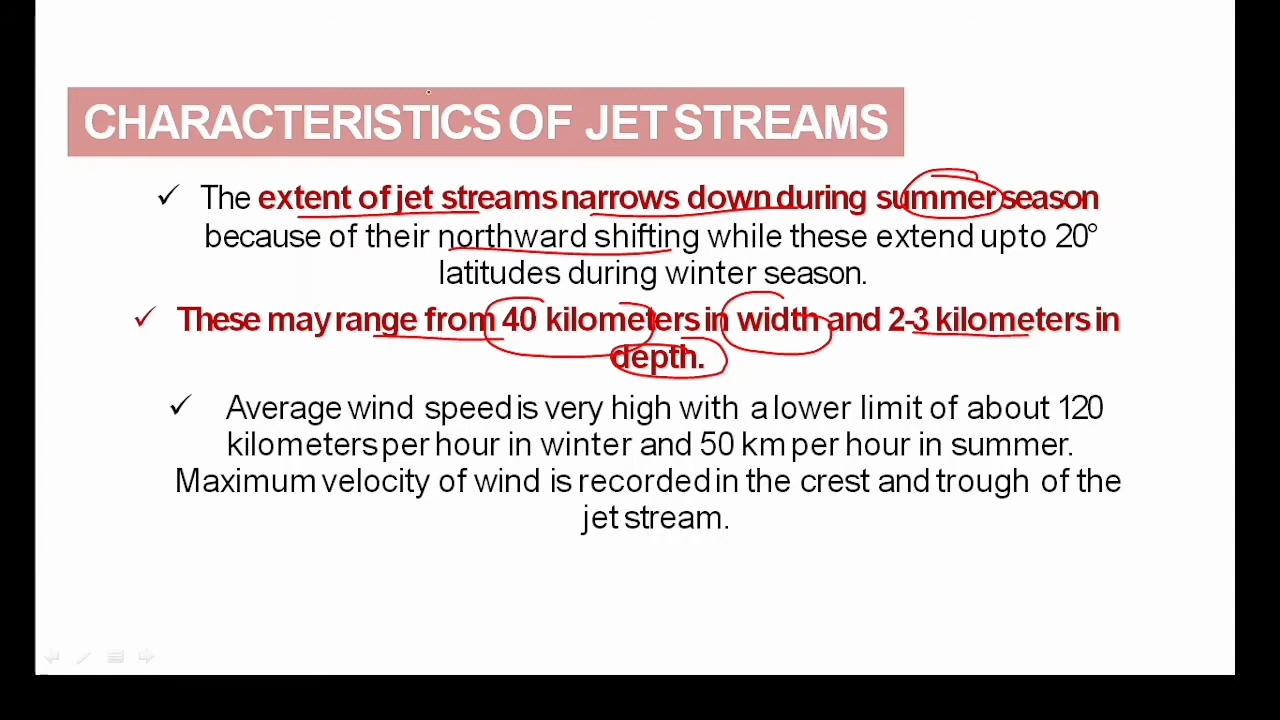 CHARACTERISTICS OF JET STREAMS
✓ The extent of jet streams narrows down during summer season
because of their northward shifting while these extend upto 20°
latitudes during winter season.
✓ These may range from 40 kilometers in width and 2-3 kilometers in
depth.
✓ Average wind speed is very high with a lower limit of about 120
kilometers per hour in winter and 50 km per hour in summer.
Maximum velocity of wind is recorded in the crest and trough of the
jet stream.